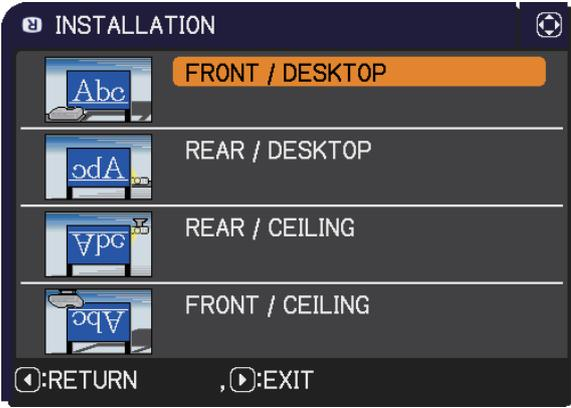 INSTALLATION
Abc
FRONT / DESKTOP
Abc
REAR / DESKTOP
Abc
REAR / CEILING
Abc
FRONT / CEILING
:RETURN , :EXIT